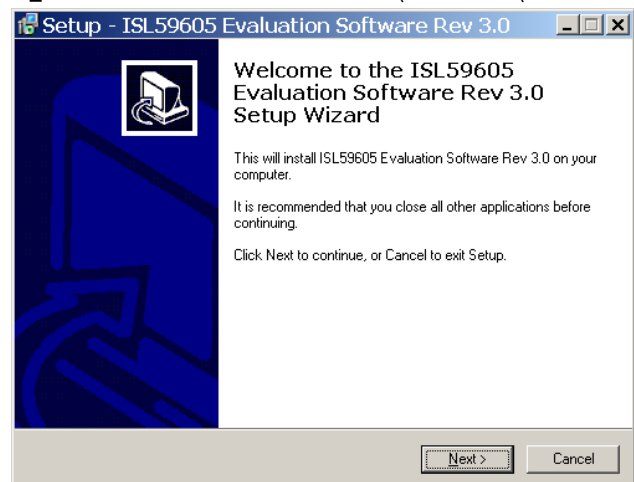 Setup - ISL59605 Evaluation Software Rev 3.0
Welcome to the ISL59605
Evaluation Software Rev 3.0
Setup Wizard
This will install ISL59605 Evaluation Software Rev 3.0 on your
computer.
It is recommended that you close all other applications before
continuing.
Click Next to continue, or Cancel to exit Setup.
Next >
Cancel